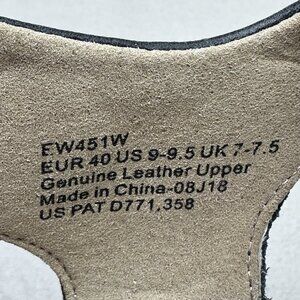 EW451W
EUR 40 US 9-9.5 UK 7-7.5
Genuine Leather Upper
Made in China-08J18
US PAT D771,358